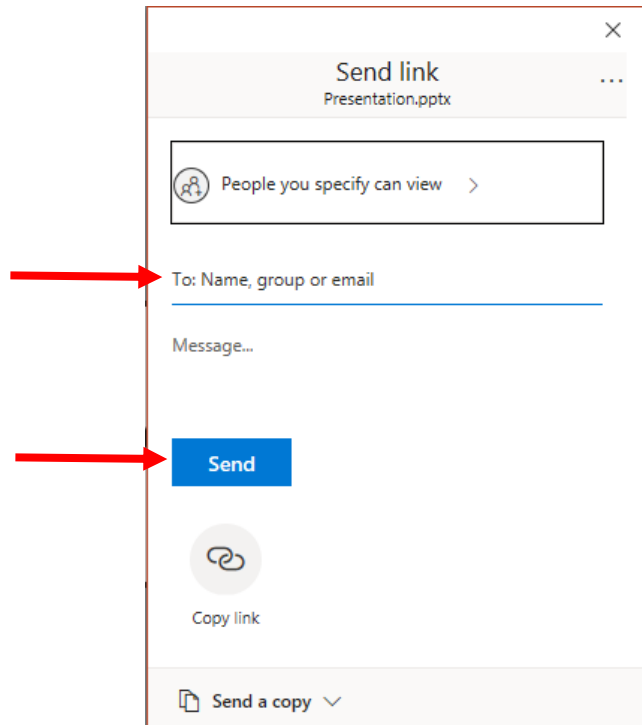 Send link
Presentation.pptx
People you specify can view
To: Name, group or email
Message...
Send
Copy link
Send a copy